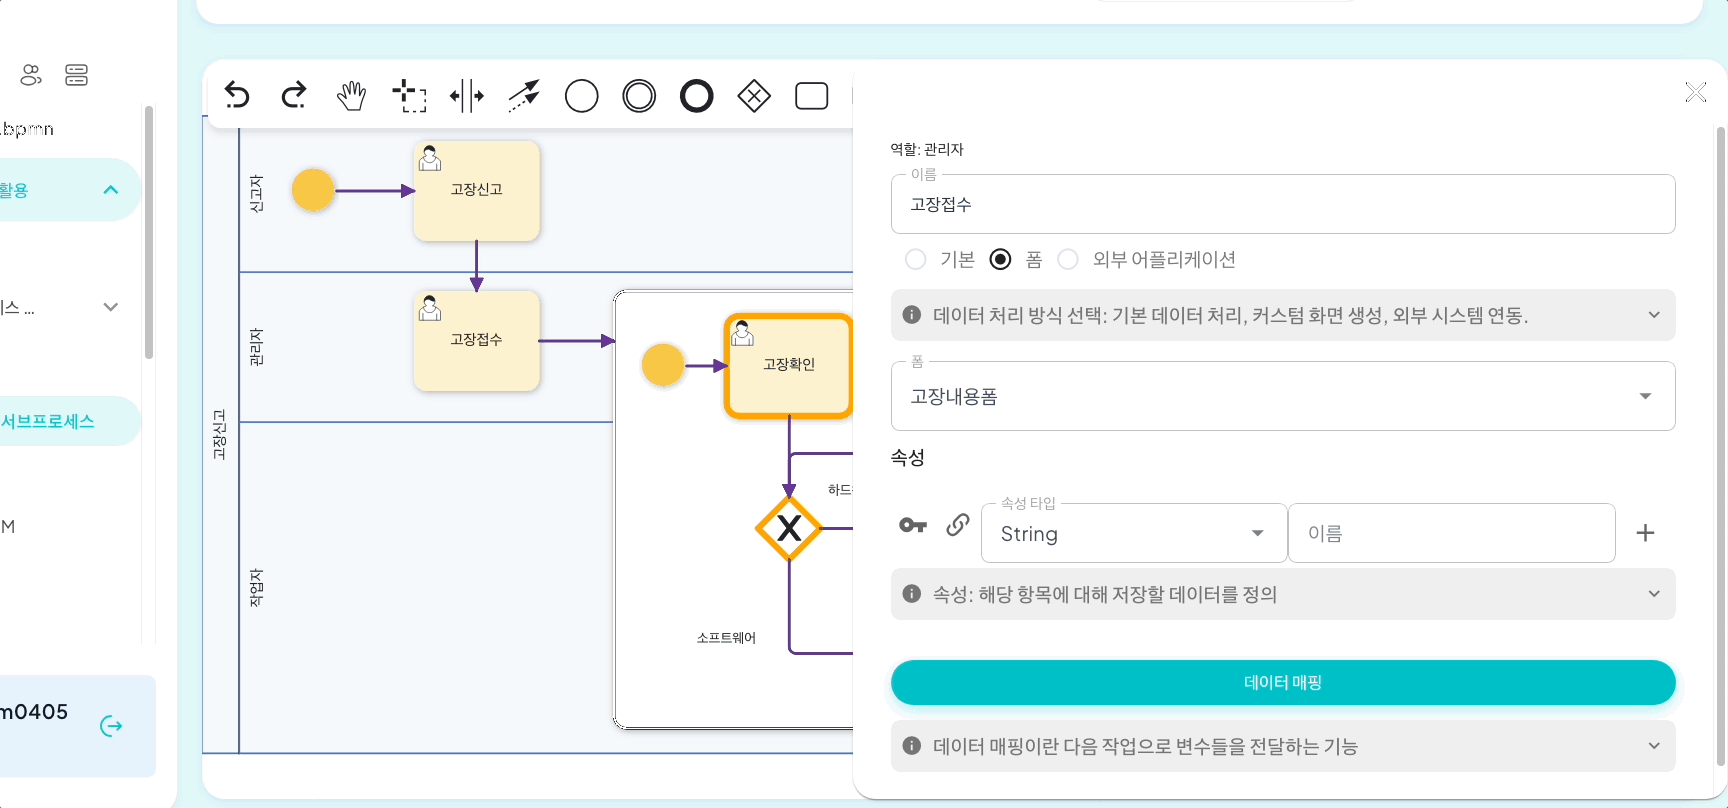 .bpmn
활용
스 ...
서브프로세스
M
m0405
고장신고
신고자
관리자
작업자
고장신고
고장접수
고장확인
X
하드
소프트웨어
역할: 관리자
이름
고장접수
기본
폼
외부 어플리케이션
데이터 처리 방식 선택: 기본 데이터 처리, 커스텀 화면 생성, 외부 시스템 연동.
폼
고장내용폼
속성
속성 타입
String
이름
속성: 해당 항목에 대해 저장할 데이터를 정의
데이터 매핑
데이터 매핑이란 다음 작업으로 변수들을 전달하는 기능